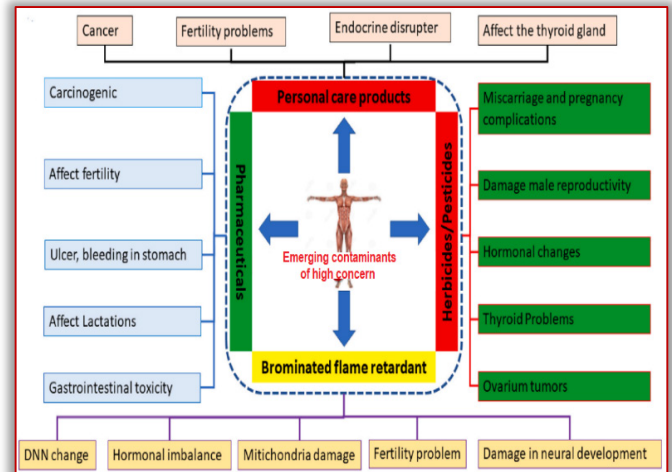 Cancer
Fertility problems
Endocrine disrupter
Affect the thyroid gland
Personal care products
Carcinogenic
Affect fertility
Ulcer, bleeding in stomach
Affect Lactations
Gastrointestinal toxicity
Pharmaceuticals
Emerging contaminants
of high concern
Herbicides/Pesticides
Miscarriage and pregnancy
complications
Damage male reproductivity
Hormonal changes
Thyroid Problems
Ovarium tumors
Brominated flame retardant
DNN change
Hormonal imbalance
Mitichondria damage
Fertility problem
Damage in neural development